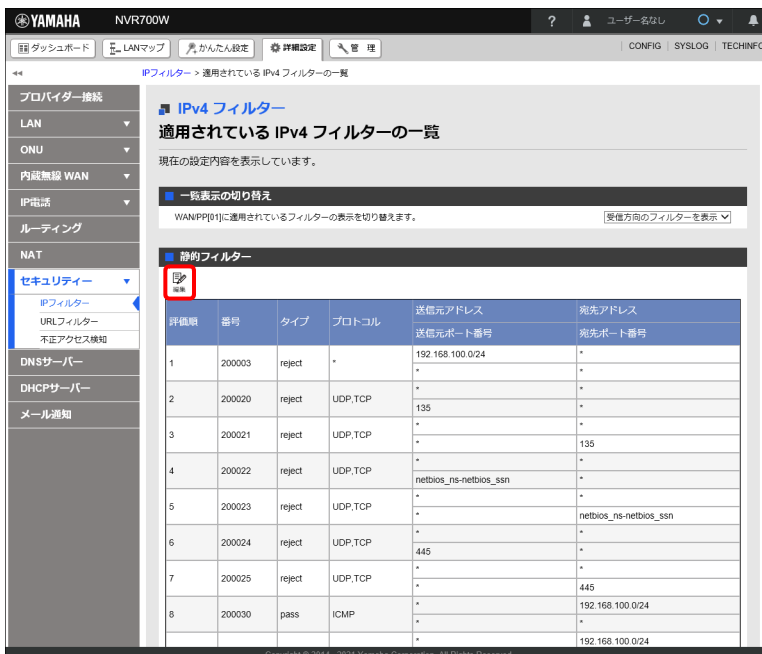 YAMAHA NVR700W ? ユーザー名なし
ダッシュボード LANマップ かんたん設定 詳細設定 管 理 CONFIG SYSLOG TECHINFO
IPフィルター > 適用されている IPv4 フィルターの一覧
プロバイダー接続
LAN
ONU
内蔵無線 WAN
IP電話
ルーティング
NAT
セキュリティー
IPフィルター
URLフィルター
不正アクセス検知
DNSサーバー
DHCPサーバー
メール通知
IPv4 フィルター
適用されている IPv4 フィルターの一覧
現在の設定内容を表示しています。
一覧表示の切り替え
WAN/PP[01]に適用されているフィルターの表示を切り替えます。 受信方向のフィルターを表示
静的フィルター
編集
評価順 番号 タイプ プロトコル 送信元アドレス 宛先アドレス
送信元ポート番号 宛先ポート番号
1 200003 reject * 192.168.100.0/24 *
* *
2 200020 reject UDP,TCP * *
135 *
3 200021 reject UDP,TCP * *
* 135
4 200022 reject UDP,TCP * *
netbios_ns-netbios_ssn *
5 200023 reject UDP,TCP * *
* netbios_ns-netbios_ssn
6 200024 reject UDP,TCP * *
445 *
7 200025 reject UDP,TCP * *
* 445
8 200030 pass ICMP * 192.168.100.0/24
* *
* 192.168.100.0/24
Copyright © 2014 - 2021 Yamaha Corporation. All Rights Reserved.